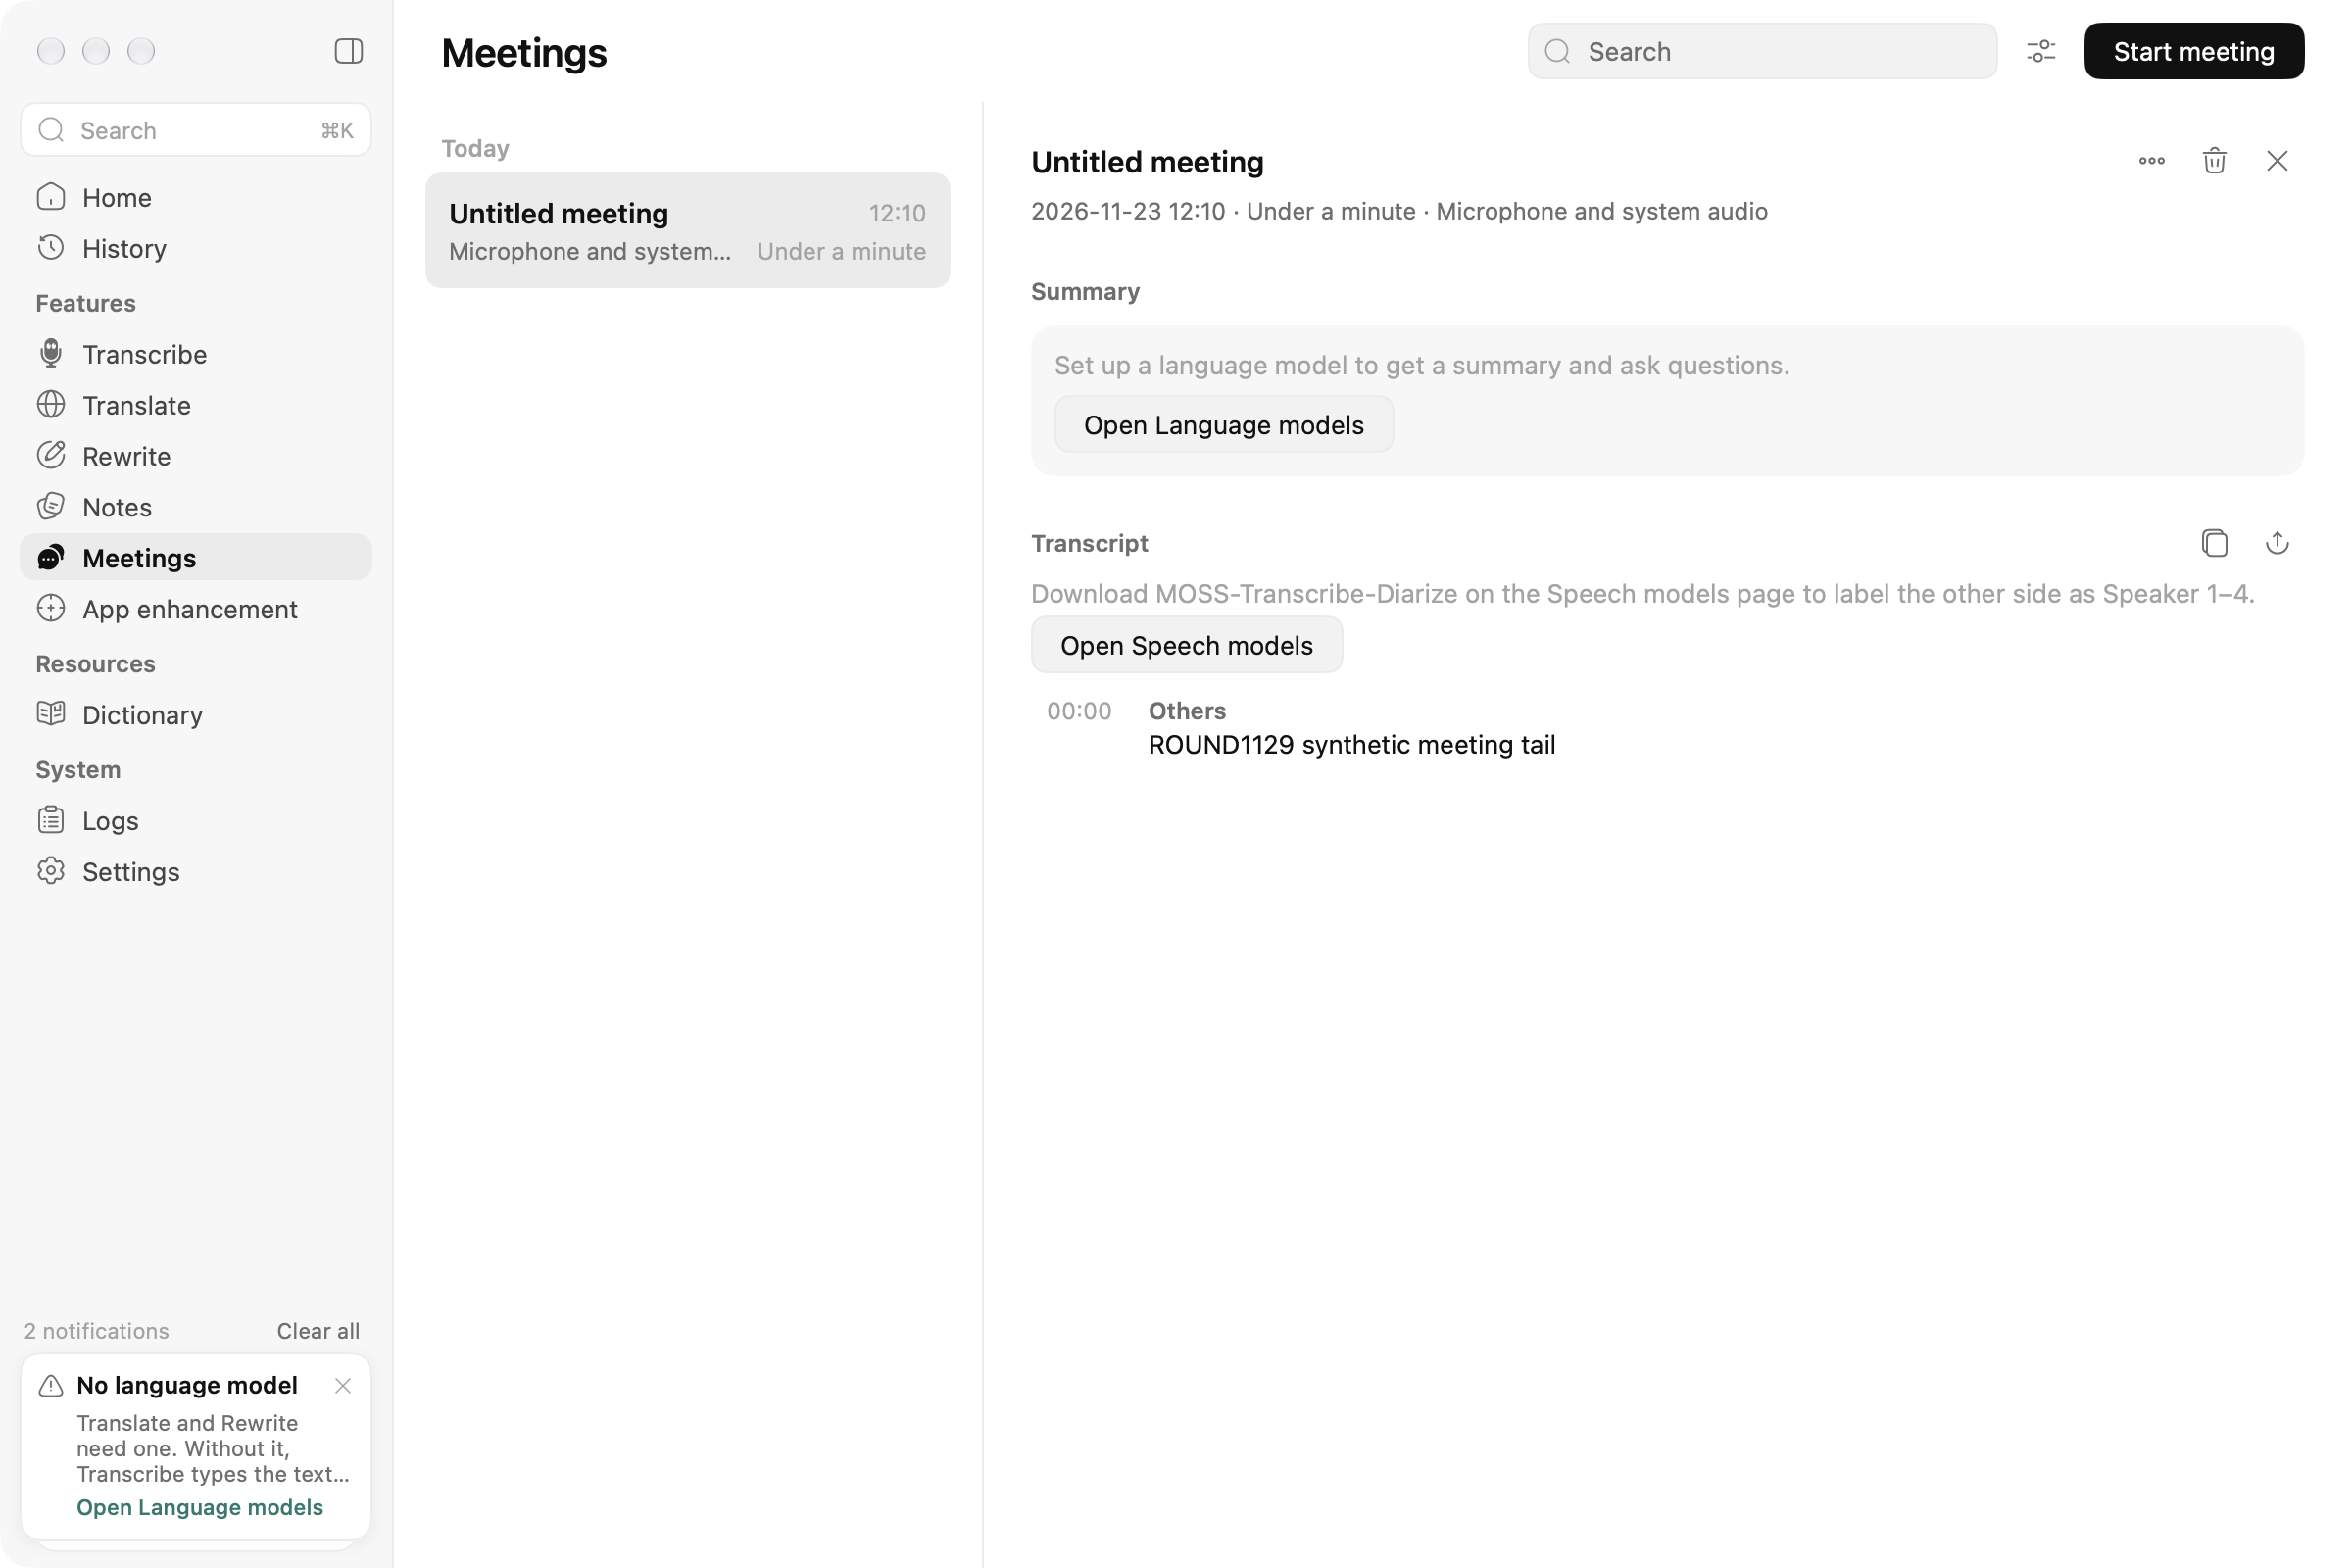 Search ⌘K
Home
History
Features
Transcribe
Translate
Rewrite
Notes
Meetings
App enhancement
Resources
Dictionary
System
Logs
Settings
2 notifications Clear all
No language model
Translate and Rewrite
need one. Without it,
Transcribe types the text...
Open Language models
Meetings
Search
Start meeting
Today
Untitled meeting 12:10
Microphone and system... Under a minute
Untitled meeting
2026-11-23 12:10 · Under a minute · Microphone and system audio
Summary
Set up a language model to get a summary and ask questions.
Open Language models
Transcript
Download MOSS-Transcribe-Diarize on the Speech models page to label the other side as Speaker 1–4.
Open Speech models
00:00 Others
ROUND1129 synthetic meeting tail